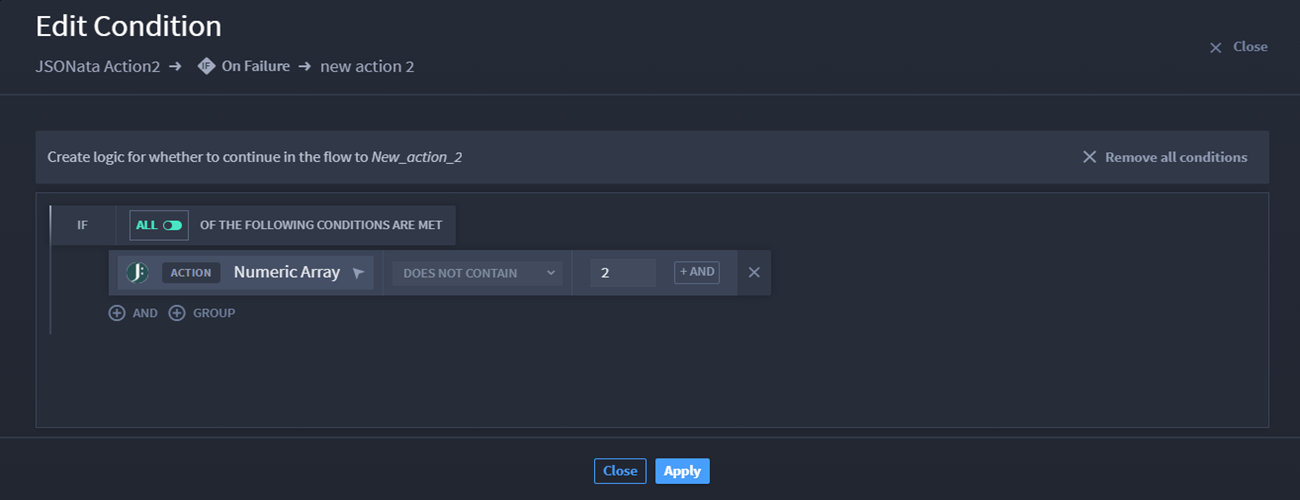 Edit Condition
JSONata Action2 → IF On Failure → new action 2
Close
Create logic for whether to continue in the flow to New_action_2
Remove all conditions
IF ALL OF THE FOLLOWING CONDITIONS ARE MET
J: ACTION Numeric Array DOES NOT CONTAIN 2 + AND
AND GROUP
Close Apply